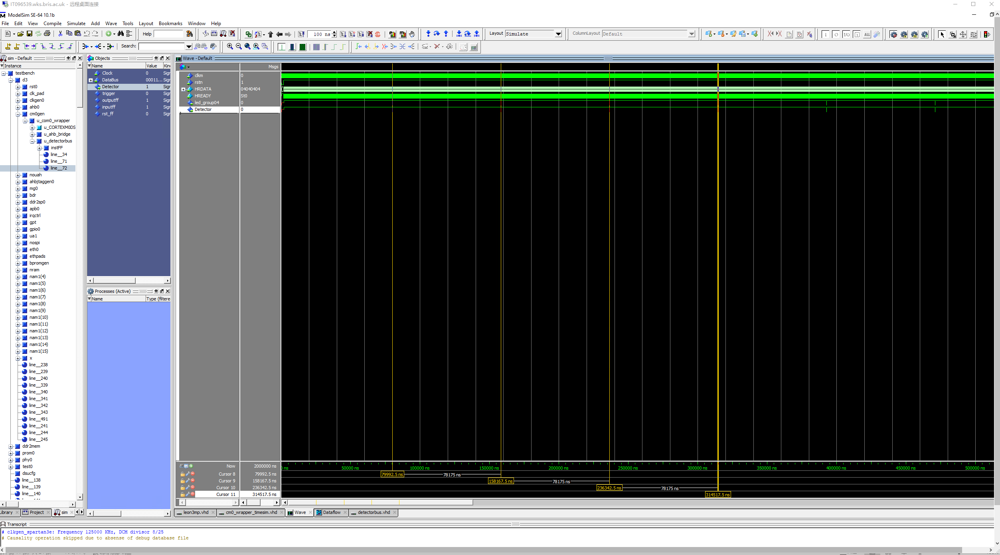 IT096539.wks.bris.ac.uk - 远程桌面连接
ModelSim SE-64 10.1b
File Edit View Compile Simulate Add Wave Tools Layout Bookmarks Window Help
Help 100 ns Layout Simulate ColumnLayout Default
Search:
sim - Default
Instance
testbench
d3
rst0
clk_pad
clkgen0
ahb0
cm0gen
u_com0_wrapper
u_CORTEXM0DS
u_ahb_bridge
u_detectorbus
instFF
line__34
line__71
line__72
nouah
ahbjtaggen0
mg0
bdr
ddr2sp0
apb0
irqctrl
gpt
gpio0
ua1
nospi
eth0
ethpads
bpromgen
nram
nam1(4)
nam1(5)
nam1(6)
nam1(7)
nam1(8)
nam1(9)
nam1(10)
nam1(11)
nam1(12)
nam1(13)
nam1(14)
nam1(15)
x
line__238
line__239
line__240
line__339
line__340
line__341
line__342
line__343
line__491
line__241
line__244
line__245
ddr2mem
prom0
phy0
test0
dsucfg
line__138
line__139
line__140
Library Project sim
Objects
Name Value Kin
Clock 0 Sigr
DataBus 00011... Sigr
Detector 1 Sigr
trigger 0 Sigr
outputff 1 Sigr
inputff 1 Sigr
rst_ff 0 Sigr
Processes (Active)
Name Type (filtere
Wave - Default
Msgs
clkm 0
rstn 1
HRDATA 04040404
HREADY St0
led_group04 0
Detector 0
Now 2000000 ns
Cursor 8 79992.5 ns
Cursor 9 158167.5 ns
Cursor 10 236342.5 ns
Cursor 11 314517.5 ns
ns 50000 ns 100000 ns 150000 ns 200000 ns 250000 ns 300000 ns 350000 ns 400000 ns 450000 ns 500000 ns
79992.5 ns 78175 ns
158167.5 ns 78175 ns
236342.5 ns 78175 ns
314517.5 ns
leon3mp.vhd cm0_wrapper_timesim.vhd Wave Dataflow detectorbus.vhd
Transcript
# clkgen_spartan3e: Frequency 125000 KHz, DCM divisor 8/25
# Causality operation skipped due to absense of debug database file